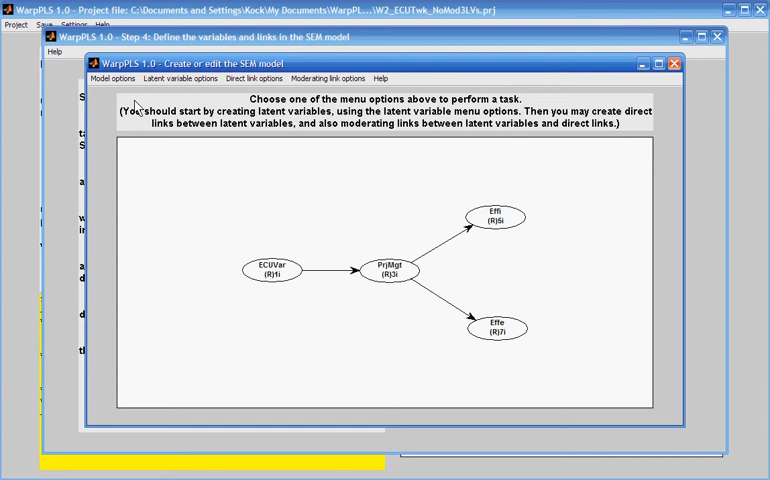 WarpPLS 1.0 - Project file: C:\Documents and Settings\Kock\My Documents\WarpPL...W2_ECUTwk_NoMod3LVs.prj
Project Save Settings Help
WarpPLS 1.0 - Step 4: Define the variables and links in the SEM model
Help
WarpPLS 1.0 - Create or edit the SEM model
Model options Latent variable options Direct link options Moderating link options Help
Choose one of the menu options above to perform a task.
(You should start by creating latent variables, using the latent variable menu options. Then you may create direct
links between latent variables, and also moderating links between latent variables and direct links.)
Effi
(R)5i
ECUVar
(R)1i
PrjMgt
(R)3i
Effe
(R)7i